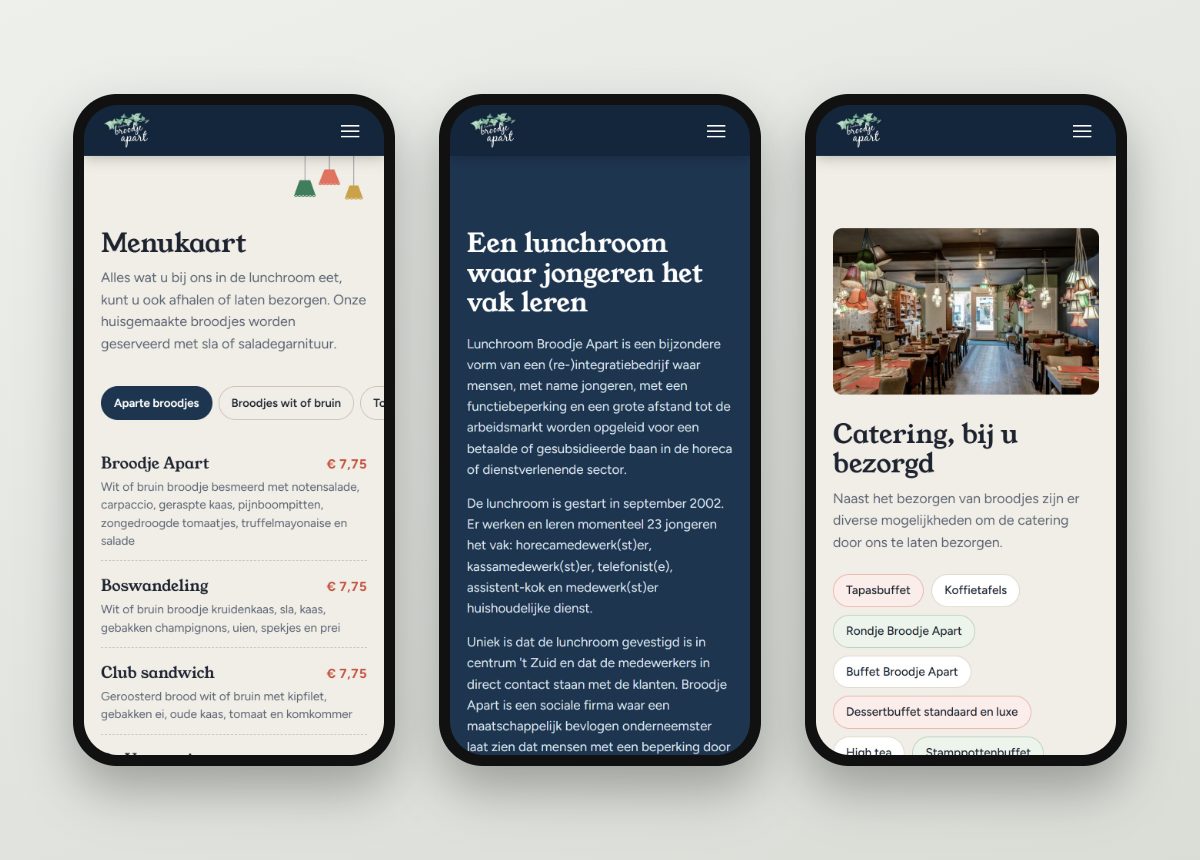 broodje
apart
Menukaart
Alles wat u bij ons in de lunchroom eet,
kunt u ook afhalen of laten bezorgen. Onze
huisgemaakte broodjes worden
geserveerd met sla of saladegarnituur.
Aparte broodjes
Broodjes wit of bruin
To
Broodje Apart
€ 7,75
Wit of bruin broodje besmeerd met notensalade,
carpaccio, geraspte kaas, pijnboompitten,
zongedroogde tomaatjes, truffelmayonaise en
salade
Boswandeling
€ 7,75
Wit of bruin broodje kruidenkaas, sla, kaas,
gebakken champignons, uien, spekjes en prei
Club sandwich
€ 7,75
Geroosterd brood wit of bruin met kipfilet,
gebakken ei, oude kaas, tomaat en komkommer
broodje
apart
Een lunchroom
waar jongeren het
vak leren
Lunchroom Broodje Apart is een bijzondere
vorm van een (re-)integratiebedrijf waar
mensen, met name jongeren, met een
functiebeperking en een grote afstand tot de
arbeidsmarkt worden opgeleid voor een
betaalde of gesubsidieerde baan in de horeca
of dienstverlenende sector.
De lunchroom is gestart in september 2002.
Er werken en leren momenteel 23 jongeren
het vak: horecamedewerk(st)er,
kassamedewerk(st)er, telefonist(e),
assistent-kok en medewerk(st)er
huishoudelijke dienst.
Uniek is dat de lunchroom gevestigd is in
centrum 't Zuid en dat de medewerkers in
direct contact staan met de klanten. Broodje
Apart is een sociale firma waar een
maatschappelijk bevlogen onderneemster
laat zien dat mensen met een beperking door
broodje
apart
Catering, bij u
bezorgd
Naast het bezorgen van broodjes zijn er
diverse mogelijkheden om de catering
door ons te laten bezorgen.
Tapasbuffet
Koffietafels
Rondje Broodje Apart
Buffet Broodje Apart
Dessertbuffet standaard en luxe
High tea
Stamppottenbuffet